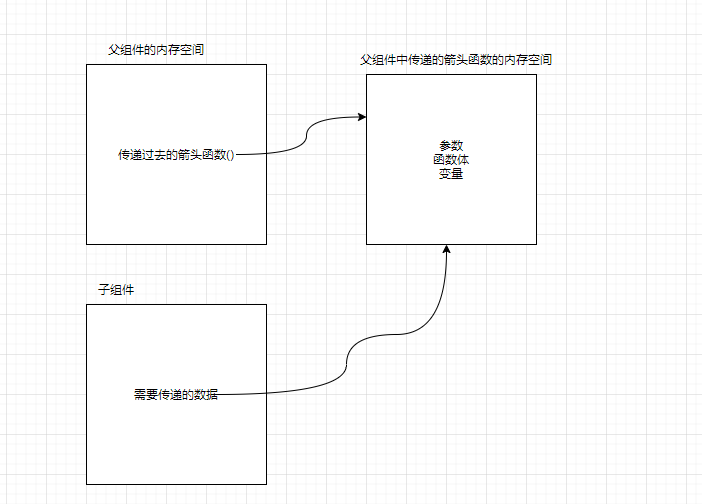 父组件的内存空间
父组件中传递的箭头函数的内存空间
传递过去的箭头函数()
参数
函数体
变量
子组件
需要传递的数据